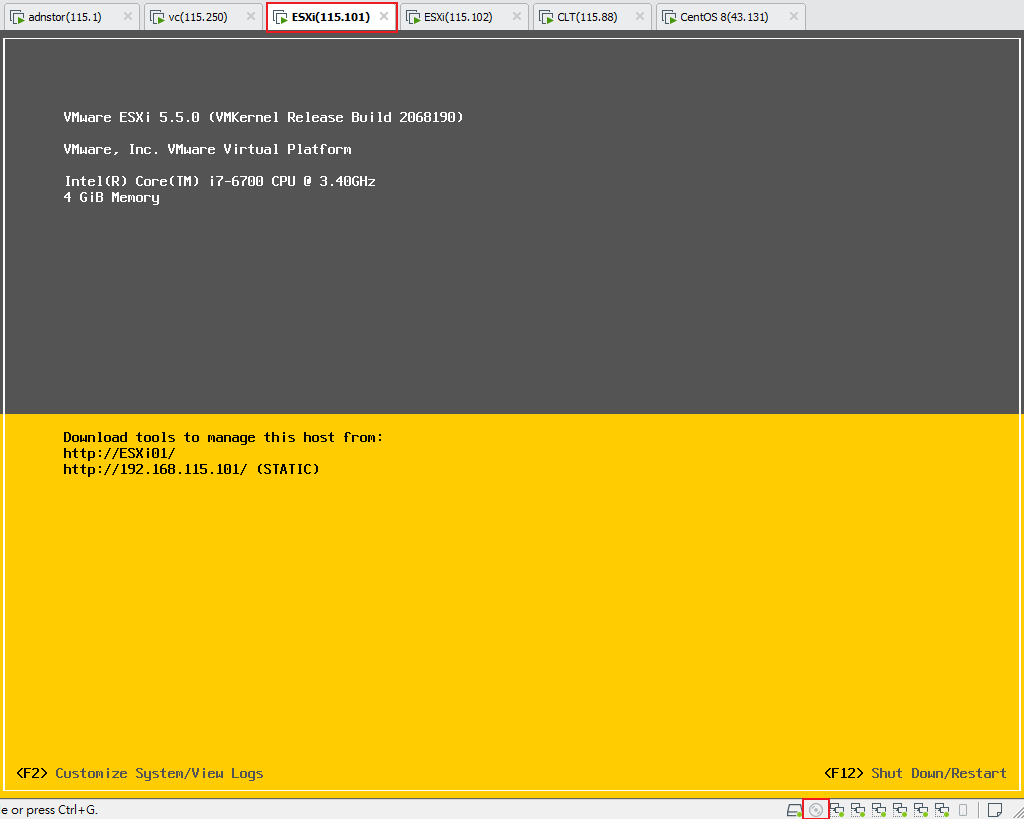 adnstor(115.1) vc(115.250) ESXi(115.101) ESXi(115.102) CLT(115.88) CentOS 8(43.131)
VMware ESXi 5.5.0 (VMKernel Release Build 2068190)
VMware, Inc. VMware Virtual Platform
Intel(R) Core(TM) i7-6700 CPU @ 3.40GHz
4 GiB Memory
Download tools to manage this host from:
http://ESXi01/
http://192.168.115.101/ (STATIC)
<F2> Customize System/View Logs <F12> Shut Down/Restart
e or press Ctrl+G.